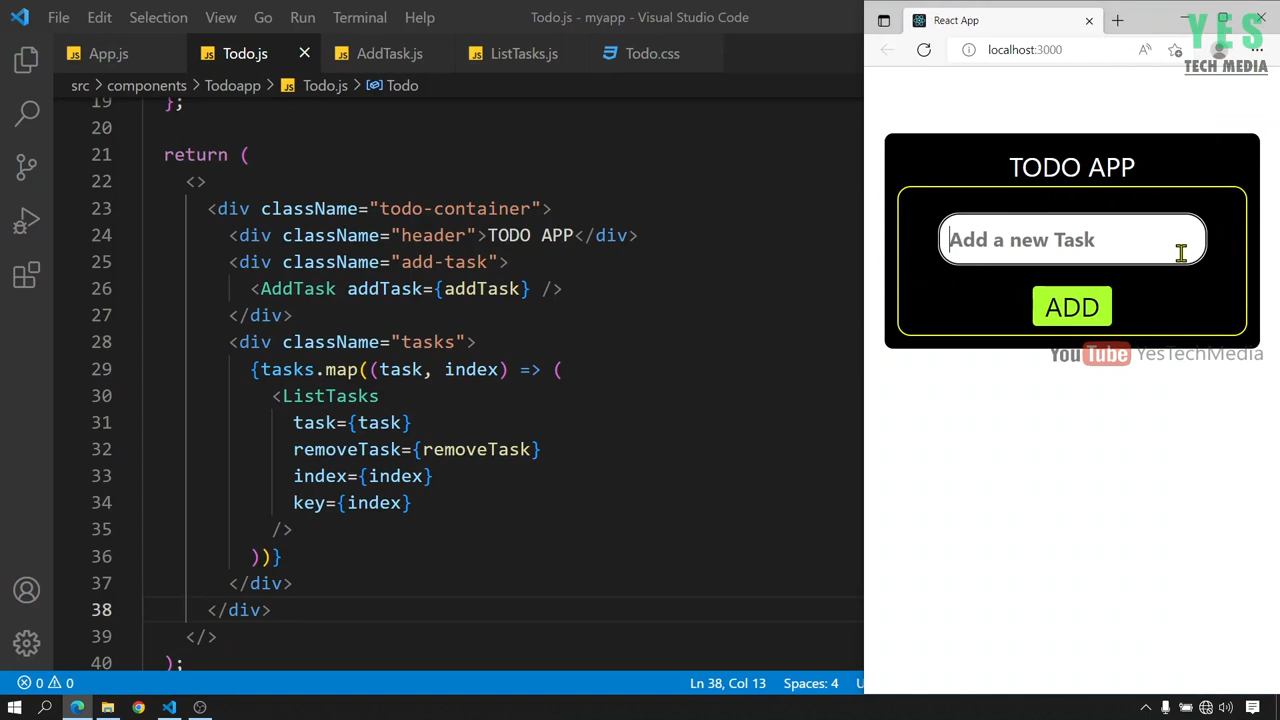 File Edit Selection View Go Run Terminal Help Todo.js - myapp - Visual Studio Code
App.js Todo.js AddTask.js ListTasks.js Todo.css
src > components > Todoapp > Todo.js > Todo
19 };
20
21 return (
22 <>
23 <div className="todo-container">
24 <div className="header">TODO APP</div>
25 <div className="add-task">
26 <AddTask addTask={addTask} />
27 </div>
28 <div className="tasks">
29 {tasks.map((task, index) => (
30 <ListTasks
31 task={task}
32 removeTask={removeTask}
33 index={index}
34 key={index}
35 />
36 ))}
37 </div>
38 </div>
39 </>
40 );
0 0 Ln 38, Col 13 Spaces: 4
React App
localhost:3000
YES
TECH MEDIA
TODO APP
Add a new Task
ADD
YouTube YesTechMedia